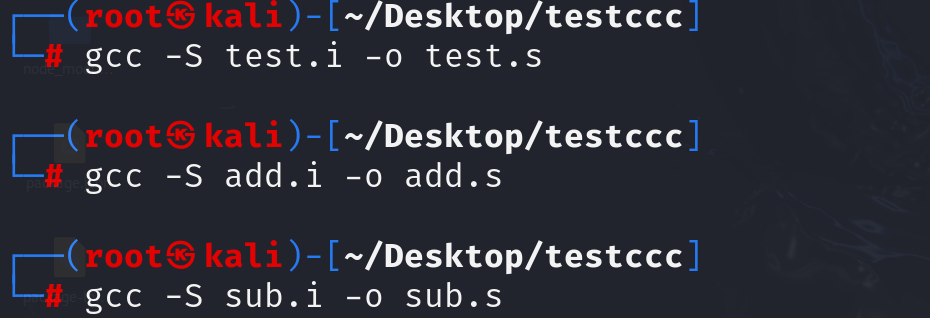 ┌──(root㉿kali)-[~/Desktop/testccc]
└─# gcc -S test.i -o test.s
┌──(root㉿kali)-[~/Desktop/testccc]
└─# gcc -S add.i -o add.s
┌──(root㉿kali)-[~/Desktop/testccc]
└─# gcc -S sub.i -o sub.s